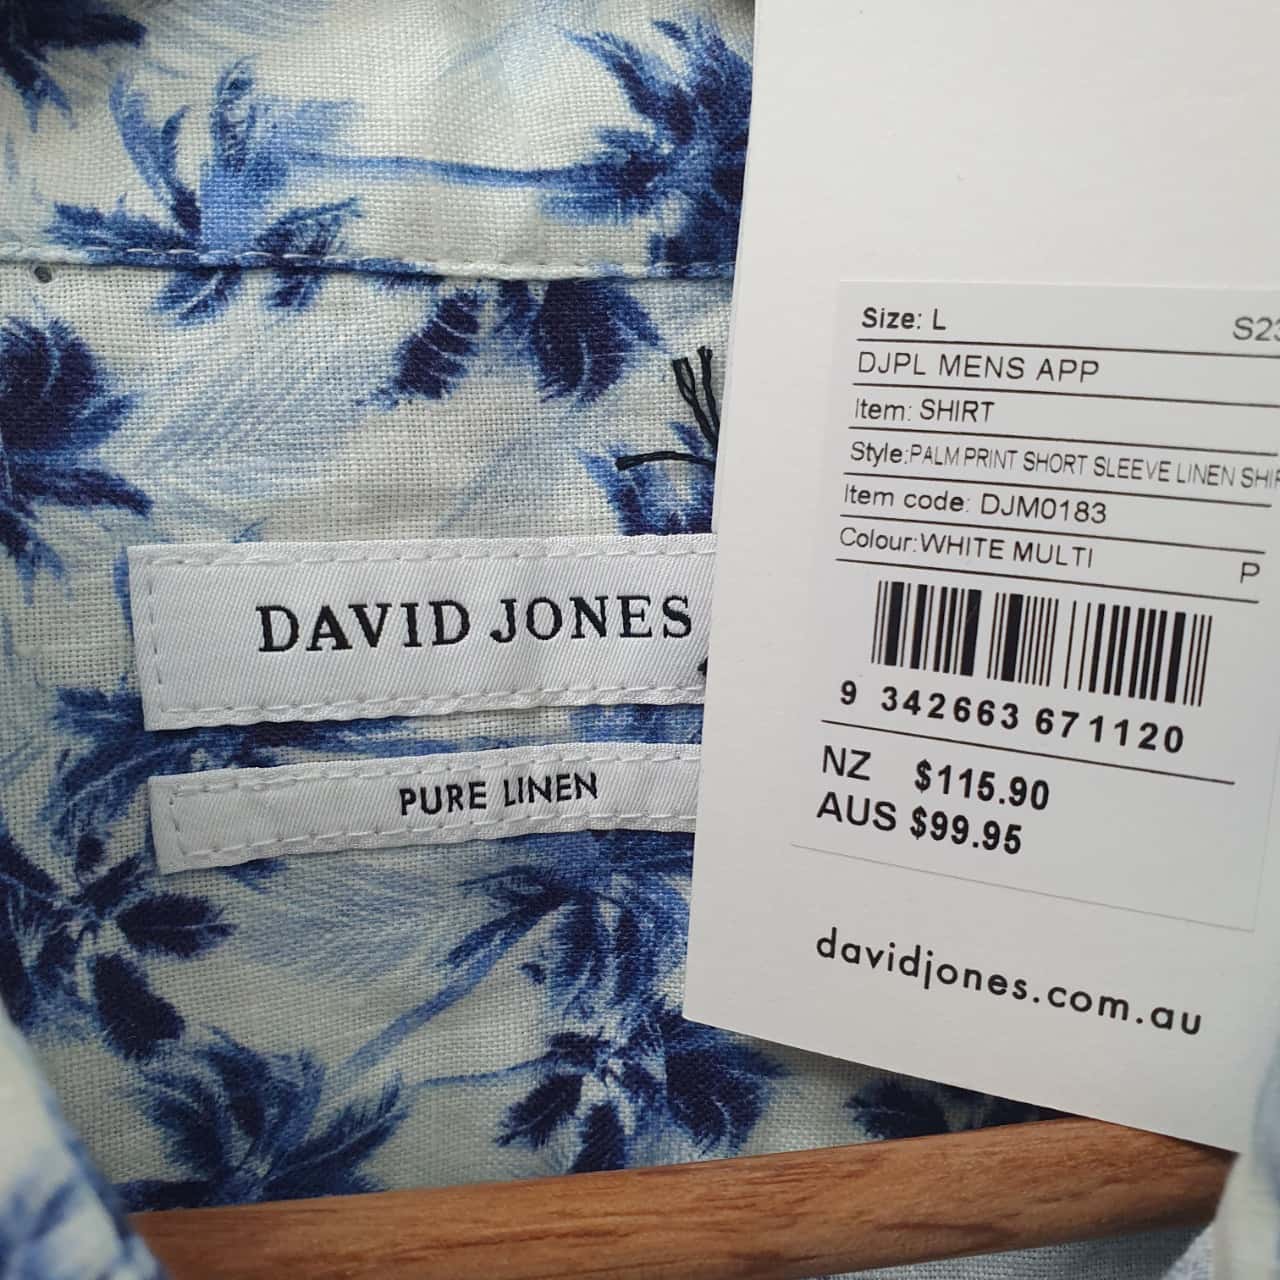 DAVID JONES
PURE LINEN
Size: L
DJPL MENS APP
Item: SHIRT
Style:PALM PRINT SHORT SLEEVE LINEN
Item code: DJM0183
Colour:WHITE MULTI P
9 342663 671120
NZ $115.90
AUS $99.95
davidjones.com.au